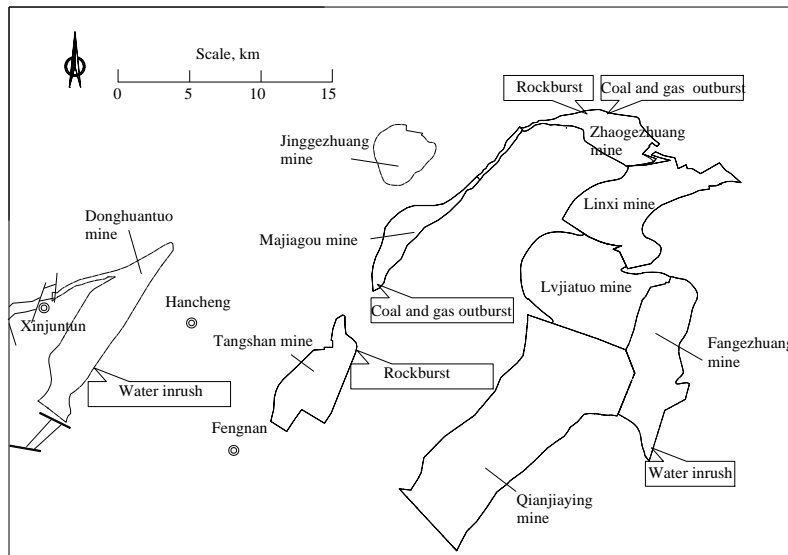 Scale, km
0 5 10 15
Rockburst
Coal and gas outburst
Zhaogezhuang
mine
Jinggezhuang
mine
Linxi mine
Donghuantuo
mine
Majiagou mine
Lvjiatuo mine
Hancheng
Coal and gas outburst
Xinjuntun
Tangshan mine
Fangezhuang
mine
Rockburst
Water inrush
Fengnan
Water inrush
Qianjiaying
mine